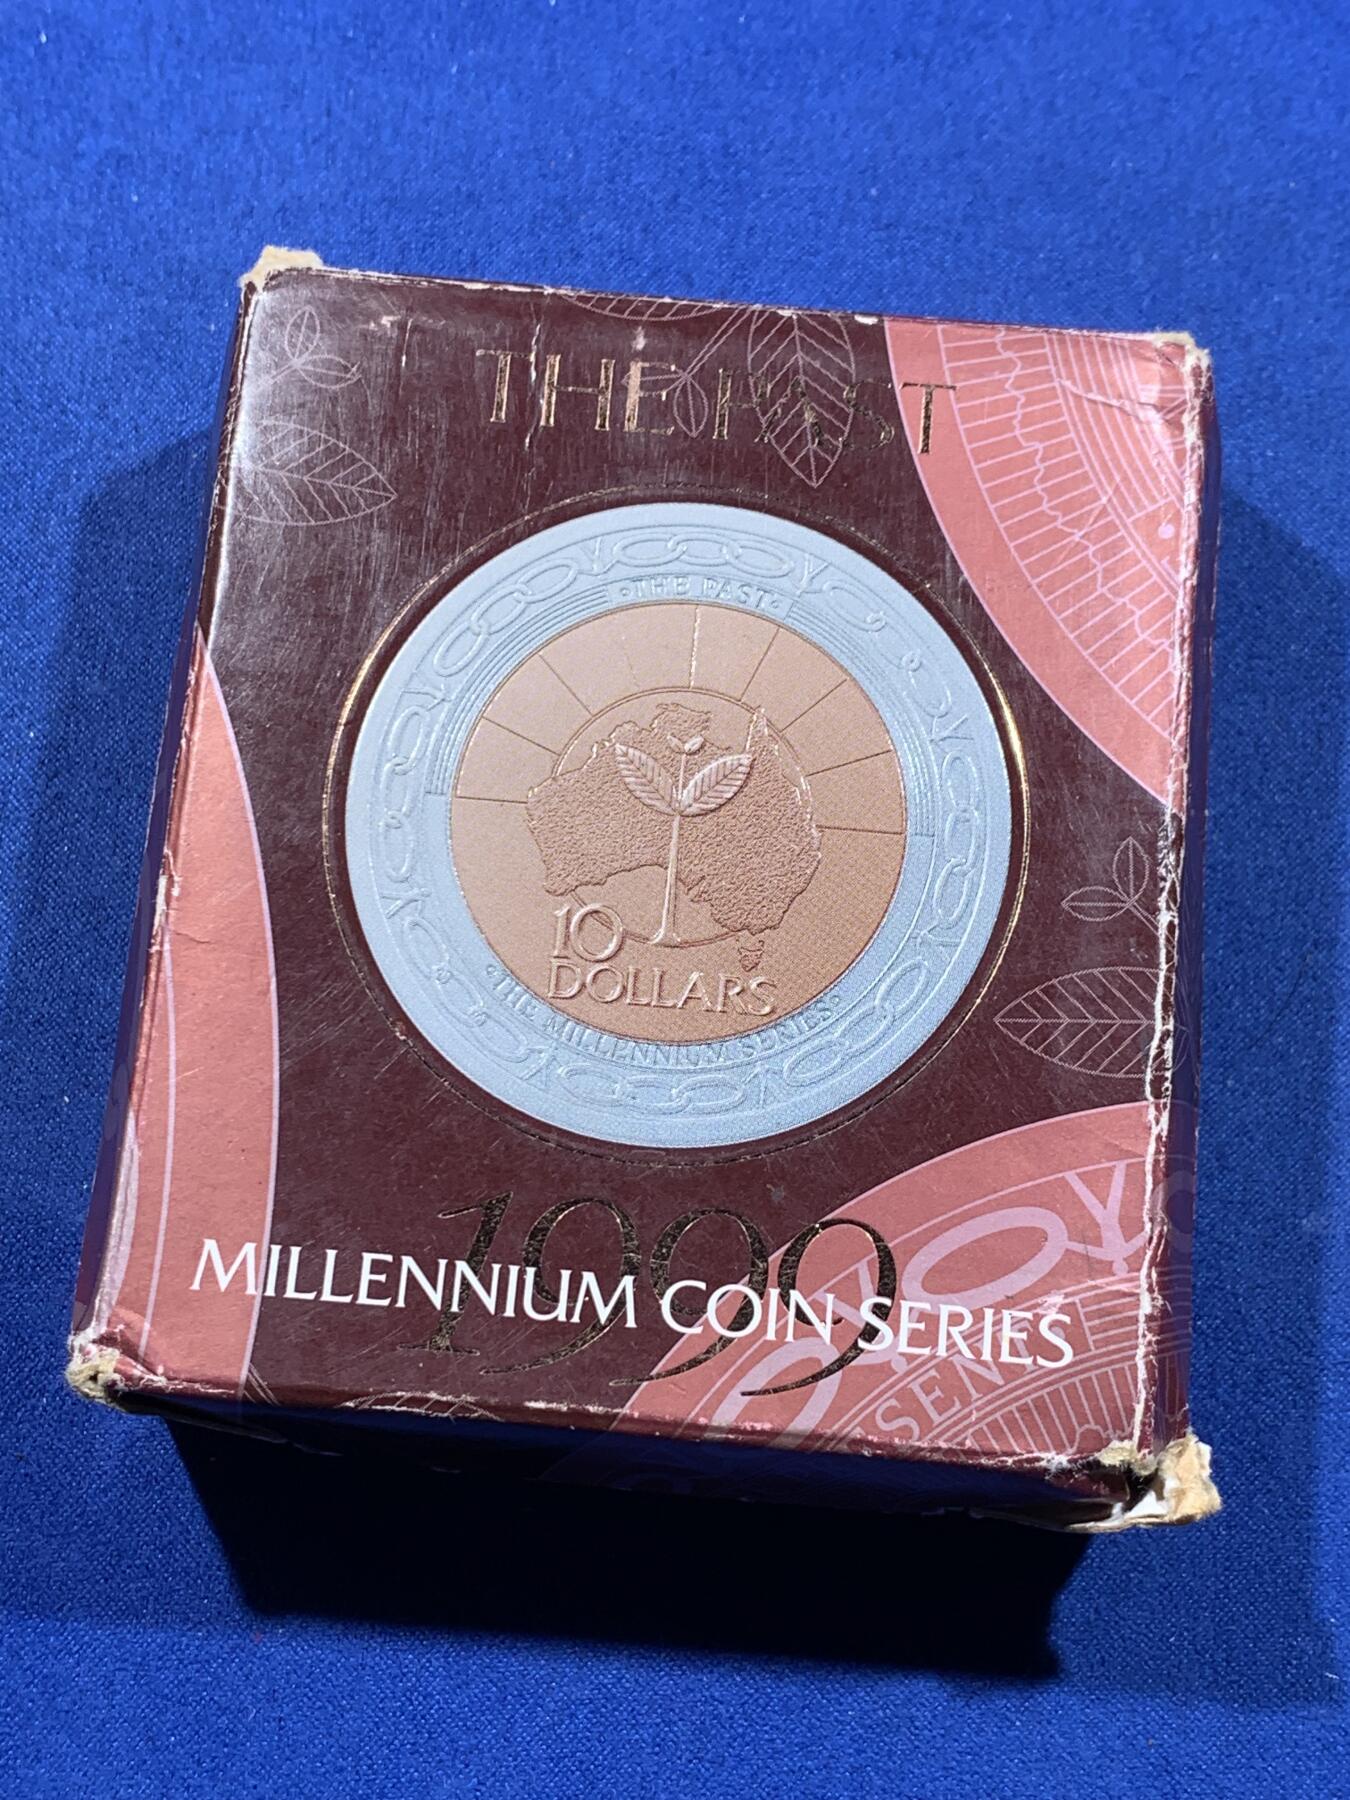 THE PAST
·THE PAST·
10
DOLLARS
·THE MILLENNIUM SERIES·
1999
MILLENNIUM COIN SERIES